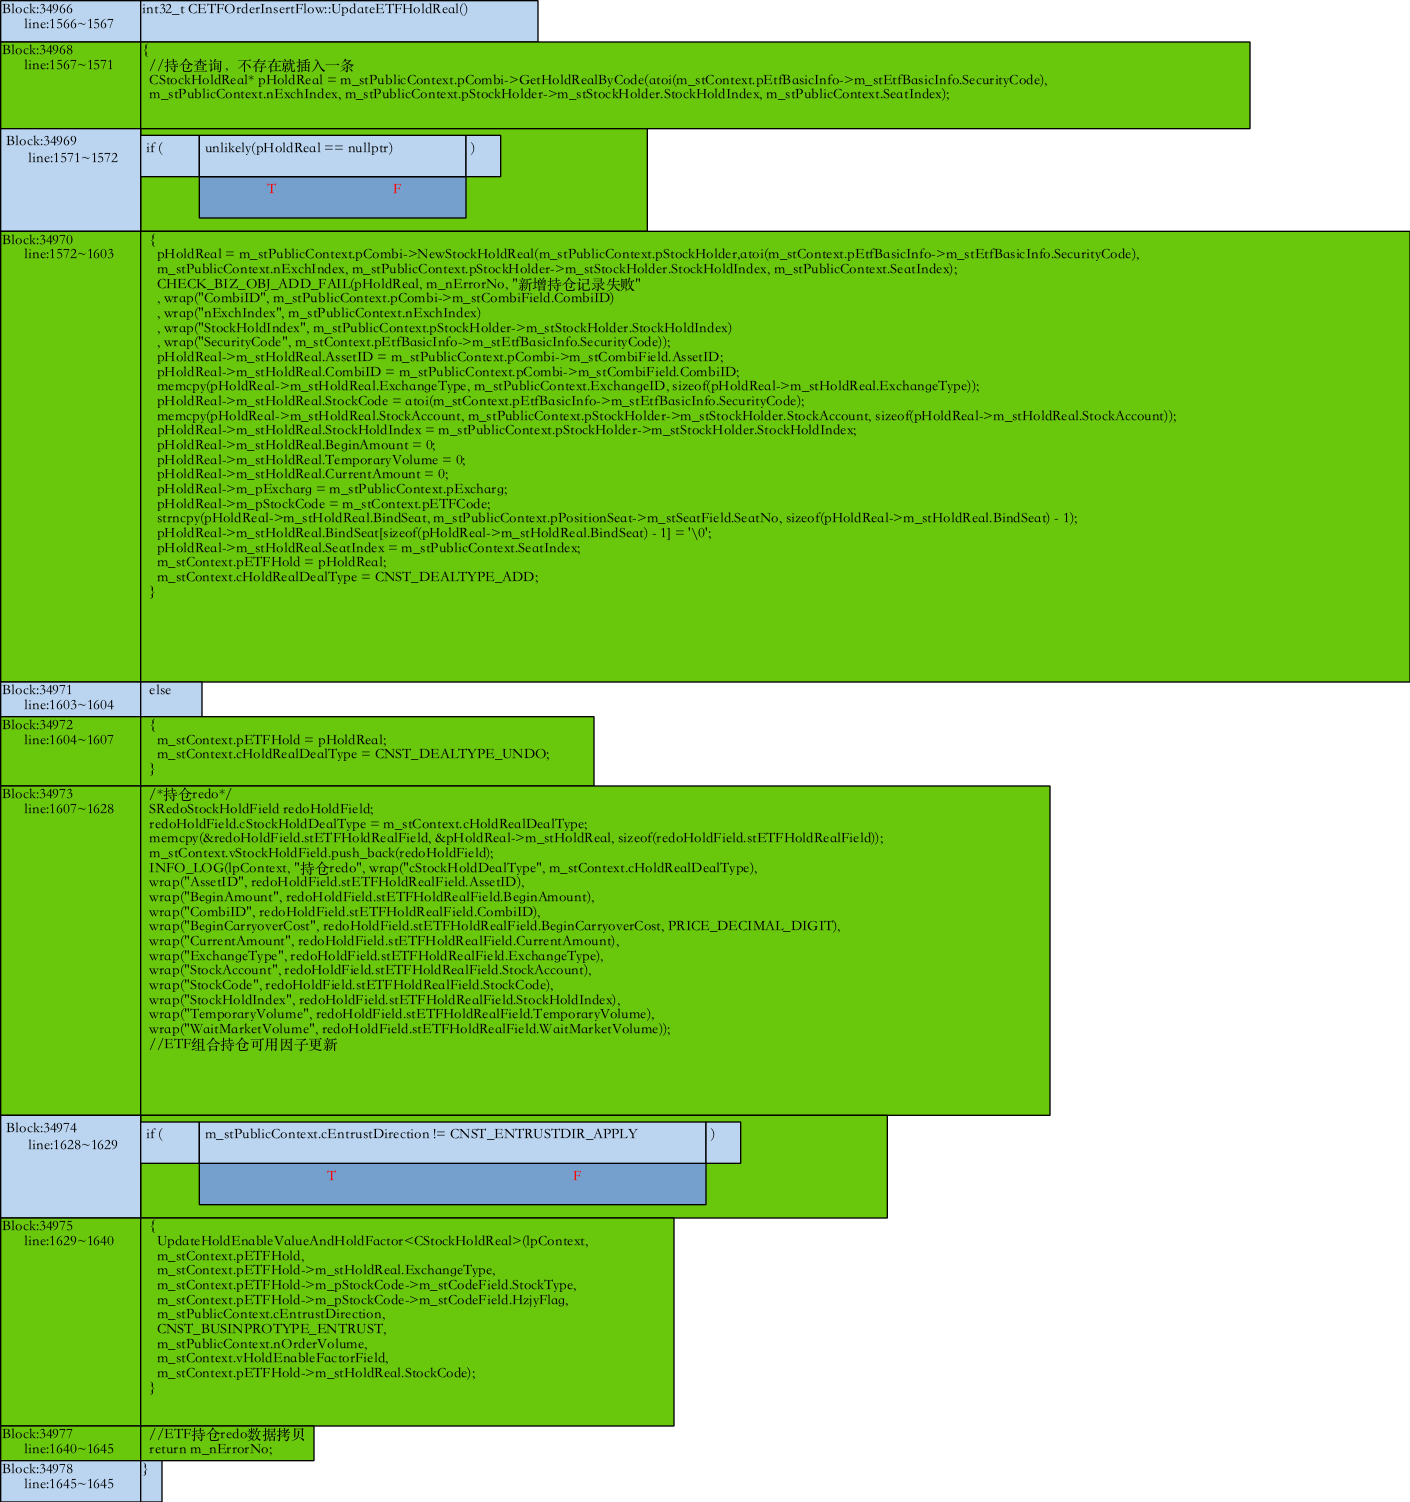 Block:34966
line:1566~1567
int32_t CETFOrderInsertFlow::UpdateETFHoldReal()
Block:34968
line:1567~1571
{
//持仓查询，不存在就插入一条
CStockHoldReal* pHoldReal = m_stPublicContext.pCombi->GetHoldRealByCode(atoi(m_stContext.pEtfBasicInfo->m_stEtfBasicInfo.SecurityCode),
m_stPublicContext.nExchIndex, m_stPublicContext.pStockHolder->m_stStockHolder.StockHoldIndex, m_stPublicContext.SeatIndex);
Block:34969
line:1571~1572
if ( unlikely(pHoldReal == nullptr) )
T F
Block:34970
line:1572~1603
{
pHoldReal = m_stPublicContext.pCombi->NewStockHoldReal(m_stPublicContext.pStockHolder,atoi(m_stContext.pEtfBasicInfo->m_stEtfBasicInfo.SecurityCode),
m_stPublicContext.nExchIndex, m_stPublicContext.pStockHolder->m_stStockHolder.StockHoldIndex, m_stPublicContext.SeatIndex);
CHECK_BIZ_OBJ_ADD_FAIL(pHoldReal, m_nErrorNo, "新增持仓记录失败"
, wrap("CombiID", m_stPublicContext.pCombi->m_stCombiField.CombiID)
, wrap("nExchIndex", m_stPublicContext.nExchIndex)
, wrap("StockHoldIndex", m_stPublicContext.pStockHolder->m_stStockHolder.StockHoldIndex)
, wrap("SecurityCode", m_stContext.pEtfBasicInfo->m_stEtfBasicInfo.SecurityCode));
pHoldReal->m_stHoldReal.AssetID = m_stPublicContext.pCombi->m_stCombiField.AssetID;
pHoldReal->m_stHoldReal.CombiID = m_stPublicContext.pCombi->m_stCombiField.CombiID;
memcpy(pHoldReal->m_stHoldReal.ExchangeType, m_stPublicContext.ExchangeID, sizeof(pHoldReal->m_stHoldReal.ExchangeType));
pHoldReal->m_stHoldReal.StockCode = atoi(m_stContext.pEtfBasicInfo->m_stEtfBasicInfo.SecurityCode);
memcpy(pHoldReal->m_stHoldReal.StockAccount, m_stPublicContext.pStockHolder->m_stStockHolder.StockAccount, sizeof(pHoldReal->m_stHoldReal.StockAccount));
pHoldReal->m_stHoldReal.StockHoldIndex = m_stPublicContext.pStockHolder->m_stStockHolder.StockHoldIndex;
pHoldReal->m_stHoldReal.BeginAmount = 0;
pHoldReal->m_stHoldReal.TemporaryVolume = 0;
pHoldReal->m_stHoldReal.CurrentAmount = 0;
pHoldReal->m_pExcharg = m_stPublicContext.pExcharg;
pHoldReal->m_pStockCode = m_stContext.pETFCode;
strncpy(pHoldReal->m_stHoldReal.BindSeat, m_stPublicContext.pPositionSeat->m_stSeatField.SeatNo, sizeof(pHoldReal->m_stHoldReal.BindSeat) - 1);
pHoldReal->m_stHoldReal.BindSeat[sizeof(pHoldReal->m_stHoldReal.BindSeat) - 1] = '\0';
pHoldReal->m_stHoldReal.SeatIndex = m_stPublicContext.SeatIndex;
m_stContext.pETFHold = pHoldReal;
m_stContext.cHoldRealDealType = CNST_DEALTYPE_ADD;
}
Block:34971
line:1603~1604
else
Block:34972
line:1604~1607
{
m_stContext.pETFHold = pHoldReal;
m_stContext.cHoldRealDealType = CNST_DEALTYPE_UNDO;
}
Block:34973
line:1607~1628
/*持仓redo*/
SRedoStockHoldField redoHoldField;
redoHoldField.cStockHoldDealType = m_stContext.cHoldRealDealType;
memcpy(&redoHoldField.stETFHoldRealField, &pHoldReal->m_stHoldReal, sizeof(redoHoldField.stETFHoldRealField));
m_stContext.vStockHoldField.push_back(redoHoldField);
INFO_LOG(lpContext, "持仓redo", wrap("cStockHoldDealType", m_stContext.cHoldRealDealType),
wrap("AssetID", redoHoldField.stETFHoldRealField.AssetID),
wrap("BeginAmount", redoHoldField.stETFHoldRealField.BeginAmount),
wrap("CombiID", redoHoldField.stETFHoldRealField.CombiID),
wrap("BeginCarryoverCost", redoHoldField.stETFHoldRealField.BeginCarryoverCost, PRICE_DECIMAL_DIGIT),
wrap("CurrentAmount", redoHoldField.stETFHoldRealField.CurrentAmount),
wrap("ExchangeType", redoHoldField.stETFHoldRealField.ExchangeType),
wrap("StockAccount", redoHoldField.stETFHoldRealField.StockAccount),
wrap("StockCode", redoHoldField.stETFHoldRealField.StockCode),
wrap("StockHoldIndex", redoHoldField.stETFHoldRealField.StockHoldIndex),
wrap("TemporaryVolume", redoHoldField.stETFHoldRealField.TemporaryVolume),
wrap("WaitMarketVolume", redoHoldField.stETFHoldRealField.WaitMarketVolume));
//ETF组合持仓可用因子更新
Block:34974
line:1628~1629
if ( m_stPublicContext.cEntrustDirection != CNST_ENTRUSTDIR_APPLY )
T F
Block:34975
line:1629~1640
{
UpdateHoldEnableValueAndHoldFactor<CStockHoldReal>(lpContext,
m_stContext.pETFHold,
m_stContext.pETFHold->m_stHoldReal.ExchangeType,
m_stContext.pETFHold->m_pStockCode->m_stCodeField.StockType,
m_stContext.pETFHold->m_pStockCode->m_stCodeField.HzjyFlag,
m_stPublicContext.cEntrustDirection,
CNST_BUSINPROTYPE_ENTRUST,
m_stPublicContext.nOrderVolume,
m_stContext.vHoldEnableFactorField,
m_stContext.pETFHold->m_stHoldReal.StockCode);
}
Block:34977
line:1640~1645
//ETF持仓redo数据拷贝
return m_nErrorNo;
Block:34978
line:1645~1645
}